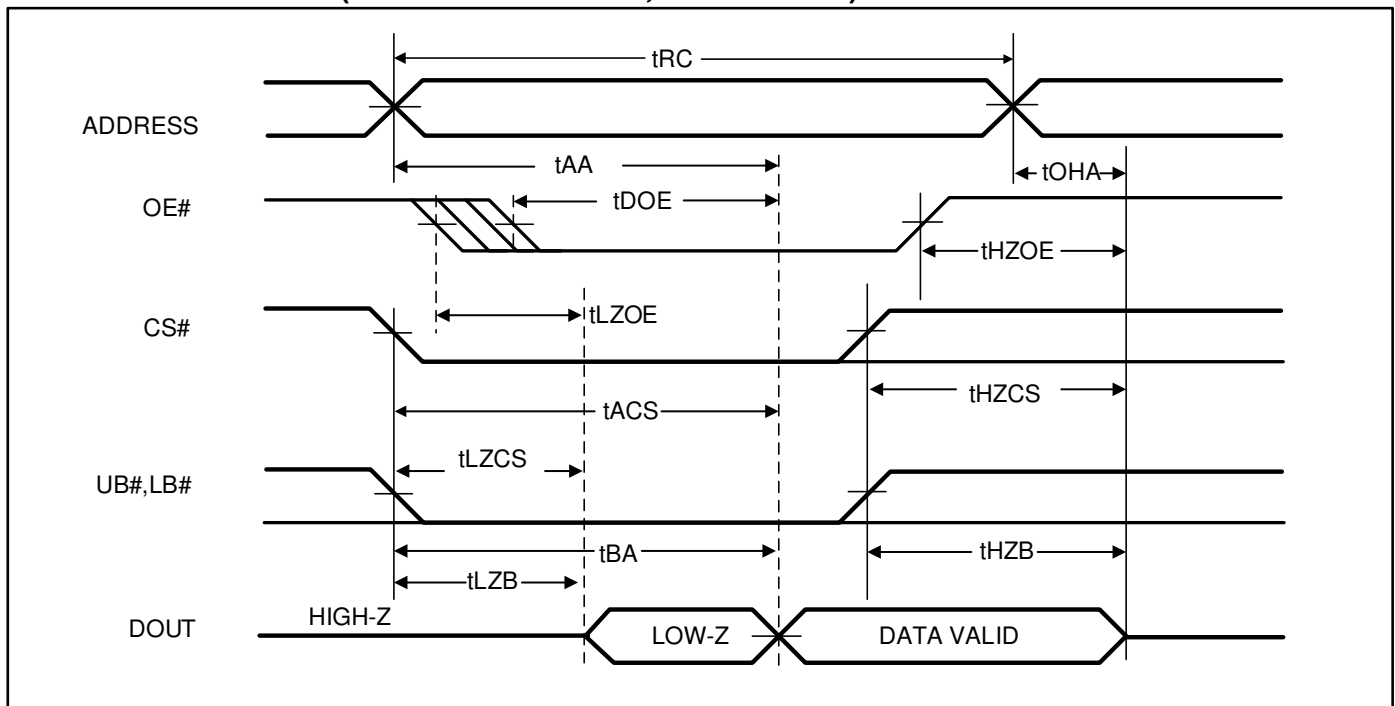 tRC
ADDRESS
tAA
tOHA
OE#
tDOE
tHZOE
CS#
tLZOE
tHZCS
tACS
tLZCS
UB#,LB#
tBA
tHZB
tLZB
HIGH-Z
DOUT
LOW-Z
DATA VALID